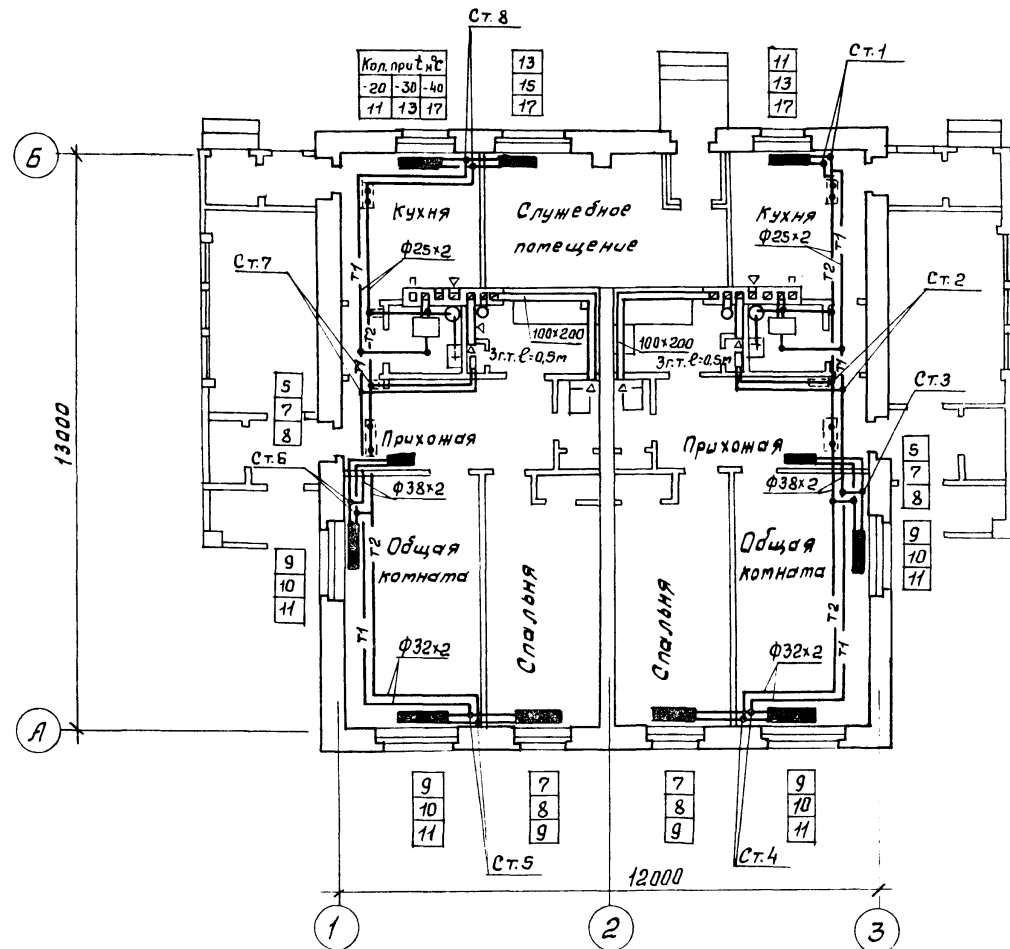 Ст. 8
Кол. при tн°С
-20 -30 -40
11 13 17
13
15
17
11
13
17
Ст.1
Б
Кухня
Служебное
помещение
Кухня
ф25×2
ф25×2
Т1
Т2
Т1
Т2
Ст.7
Ст.2
100×200
100×200
3г.т. ℓ=0,5м
3г.т. ℓ=0,5м
Т1
Т1
13000
5
7
8
Ст.3
Прихожая
Прихожая
5
7
8
Ст.6
ф38×2
ф38×2
9
10
11
9
10
11
Т2
Общая
комната
Спальня
Спальня
Общая
комната
Т1
Т2
Т1
ф32×2
ф32×2
А
9
10
11
7
8
9
7
8
9
9
10
11
Ст.5
Ст.4
12000
1
2
3